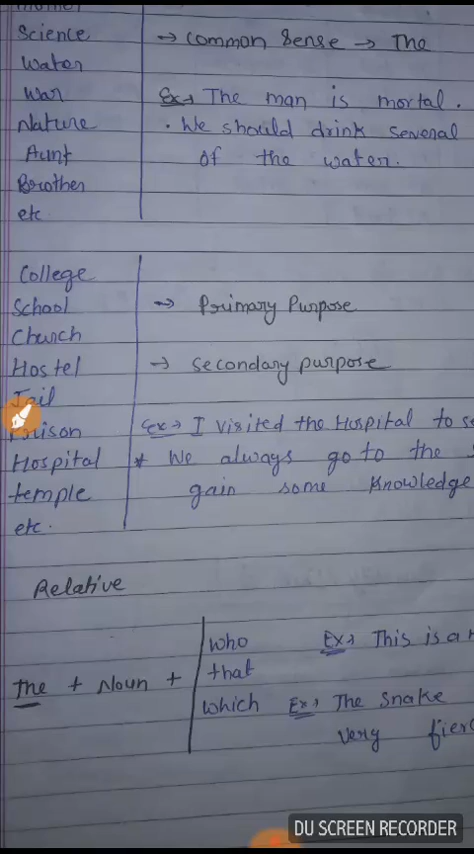 Science → Common Sense → The
Water
War Ex→ The man is mortal.
Nature . We should drink several
Aunt of the water.
Brother
etc
College
School → Primary Purpose
Church
Hostel → Secondary purpose
Jail
Ex→ I visited the Hospital to
Hospital * We always go to the
temple gain some knowledge
etc.
Relative
who Ex→ This is a
The + Noun + that
which Ex→ The snake
very
DU SCREEN RECORDER